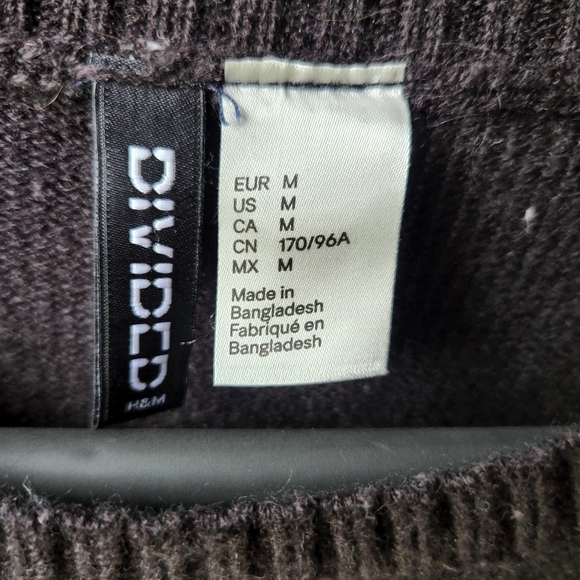 DIVIDED
H&M
EUR M
US M
CA M
CN 170/96A
MX M
Made in
Bangladesh
Fabriqué en
Bangladesh